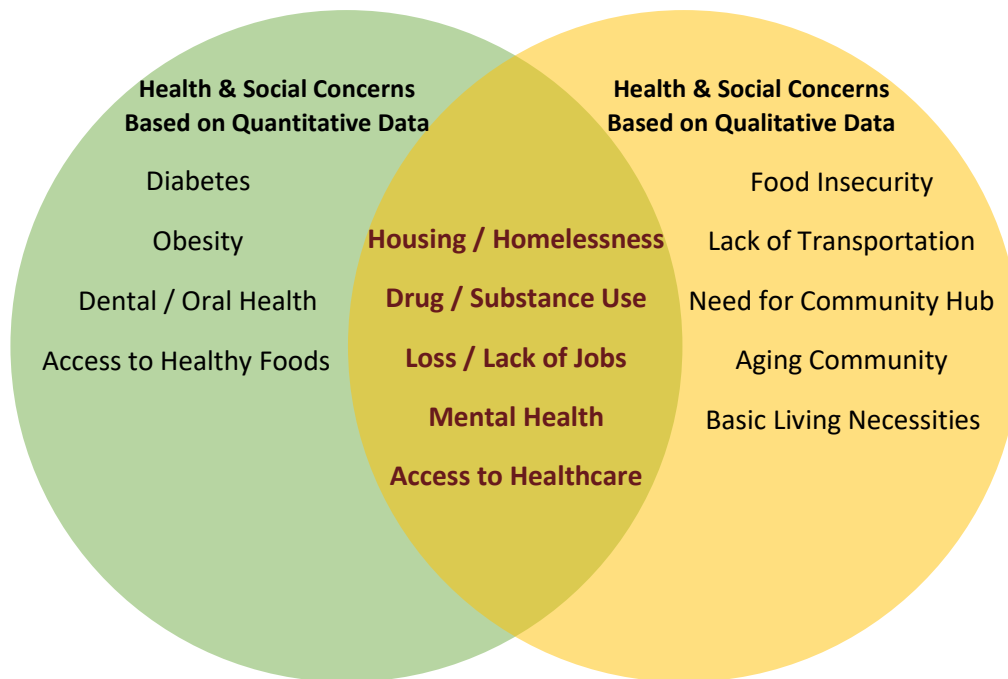 Health & Social Concerns
Based on Quantitative Data
Diabetes
Obesity
Dental / Oral Health
Access to Healthy Foods
Housing / Homelessness
Drug / Substance Use
Loss / Lack of Jobs
Mental Health
Access to Healthcare
Health & Social Concerns
Based on Qualitative Data
Food Insecurity
Lack of Transportation
Need for Community Hub
Aging Community
Basic Living Necessities